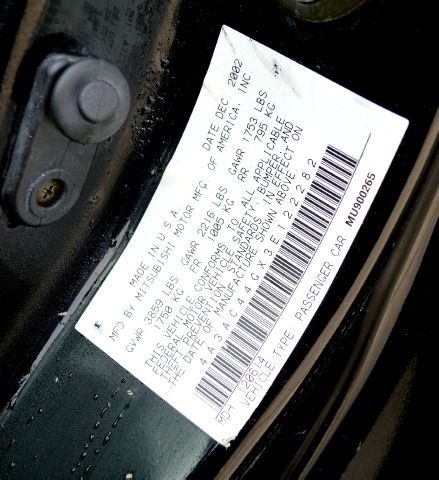 MADE IN U S A DATE DEC 2002
MFD BY MITSUBISHI MOTOR MFG. OF AMERICA, INC
GVWR 3859 LBS GAWR 2216 LBS GAWR 1753 LBS
1750 KG FR 1005 KG RR 795 KG
THIS VEHICLE CONFORMS TO ALL APPLICABLE
FEDERAL MOTOR VEHICLE SAFETY, BUMPER, AND
THEFT PREVENTION STANDARDS IN EFFECT ON
THE DATE OF MANUFACTURE SHOWN ABOVE
4A3AC44GX3E122282
MDH 26614
VEHICLE TYPE: PASSENGER CAR MU900265